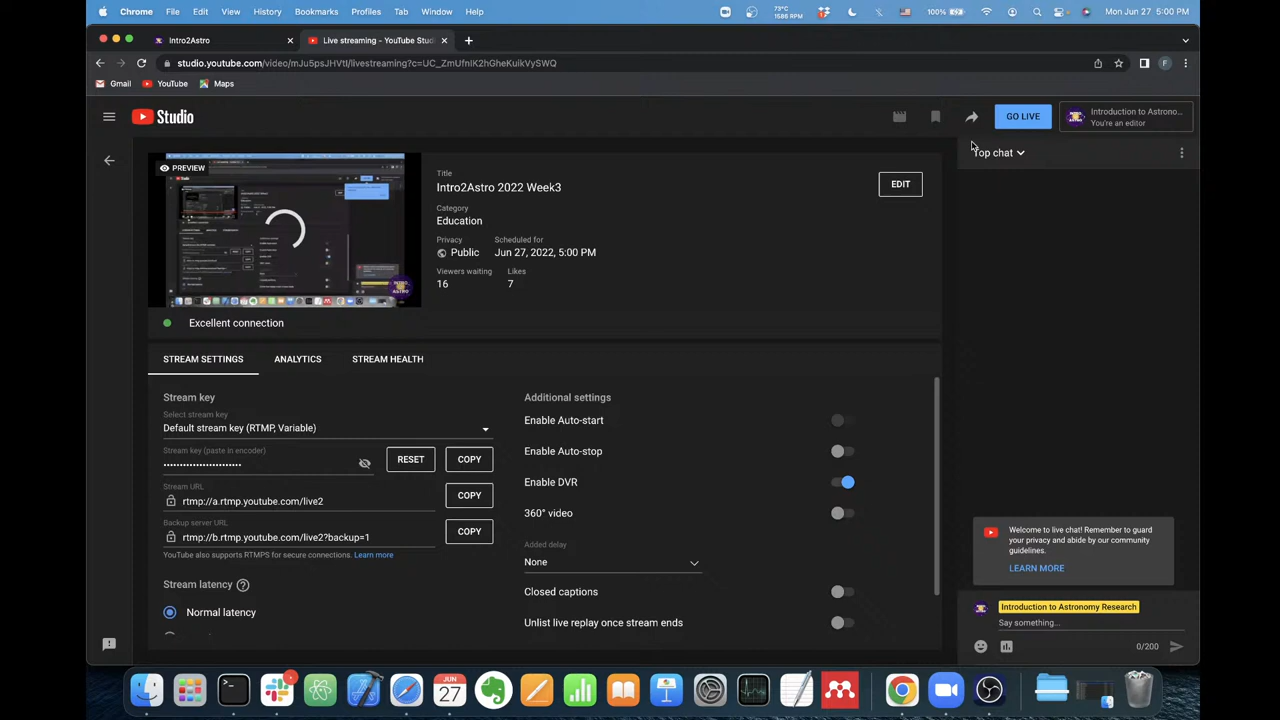 Chrome File Edit View History Bookmarks Profiles Tab Window Help 73°C 1586 RPM 100% Mon Jun 27 5:00 PM
Intro2Astro Live streaming - YouTube Stud
studio.youtube.com/video/mJu5psJHVtI/livestreaming?c=UC_ZmUfnIK2hGheKuikVySWQ F
Gmail YouTube Maps
Studio GO LIVE Introduction to Astrono...
You're an editor
Top chat
PREVIEW
Title
Intro2Astro 2022 Week3
EDIT
Category
Education
Privacy Scheduled for
Public Jun 27, 2022, 5:00 PM
Viewers waiting Likes
16 7
Excellent connection
STREAM SETTINGS ANALYTICS STREAM HEALTH
Stream key
Select stream key
Default stream key (RTMP, Variable)
Stream key (paste in encoder)
••••••••••••••••••••••••
RESET COPY
Stream URL
rtmp://a.rtmp.youtube.com/live2
COPY
Backup server URL
rtmp://b.rtmp.youtube.com/live2?backup=1
COPY
YouTube also supports RTMPS for secure connections. Learn more
Stream latency
Normal latency
Additional settings
Enable Auto-start
Enable Auto-stop
Enable DVR
360° video
Added delay
None
Closed captions
Unlist live replay once stream ends
Welcome to live chat! Remember to guard
your privacy and abide by our community
guidelines.
LEARN MORE
Introduction to Astronomy Research
Say something...
0/200
JUN
27